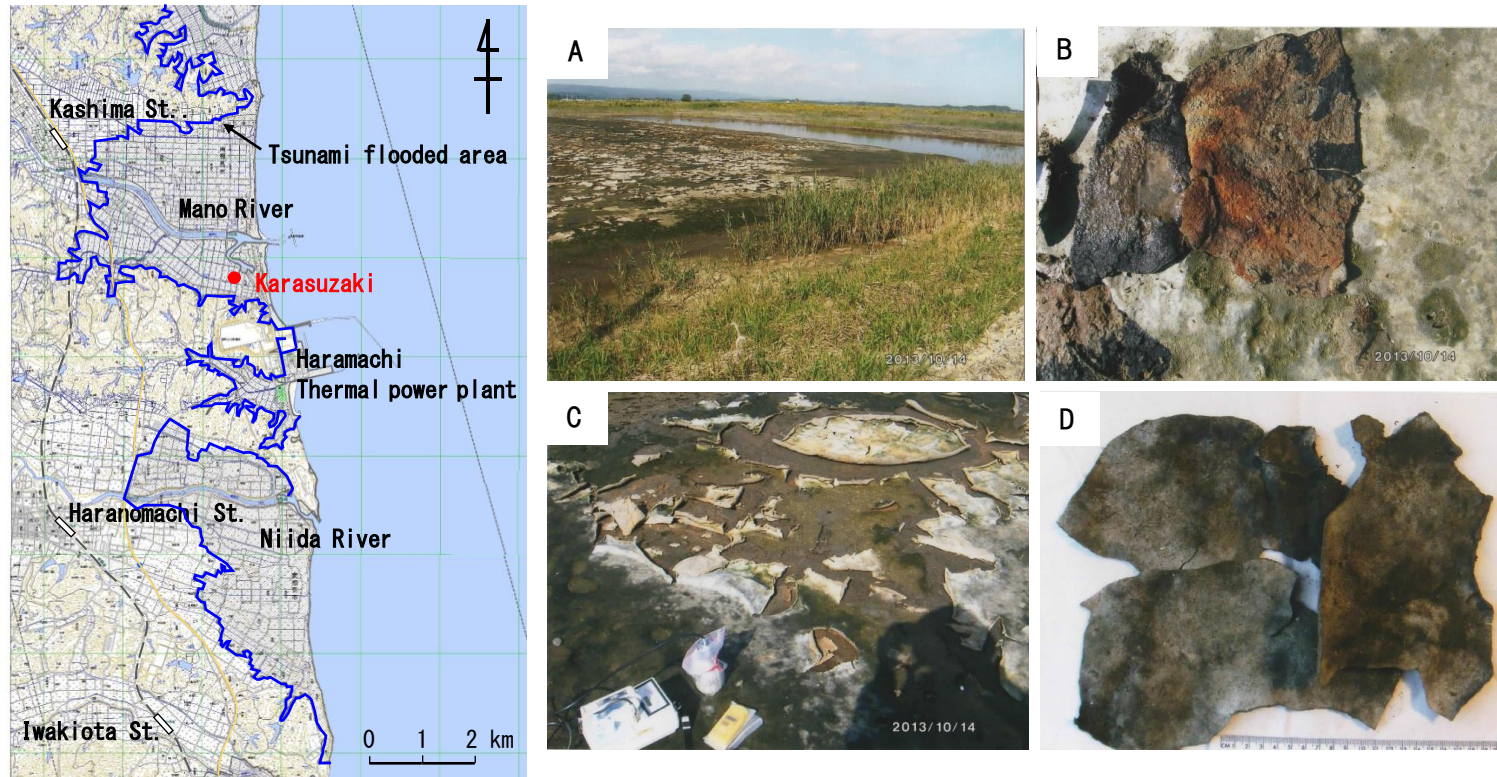 4
Kashima St..
Tsunami flooded area
Mano River
Karasuzaki
Haramachi
Thermal power plant
Haranomachi St.
Niida River
Iwakiota St.
0 1 2 km
A
2013/10/14
B
2013/10/14
C
2013/10/14
D